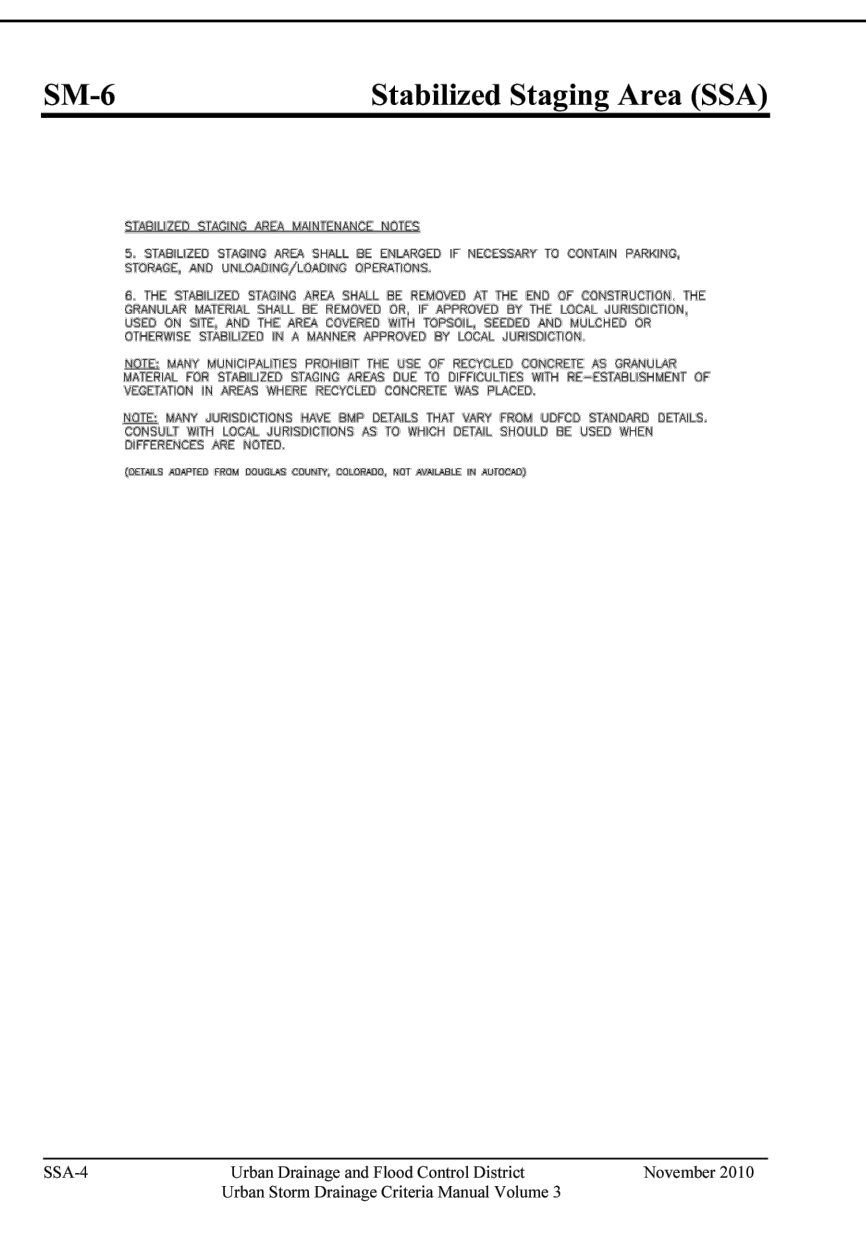 SM-6 Stabilized Staging Area (SSA)
STABILIZED STAGING AREA MAINTENANCE NOTES
5. STABILIZED STAGING AREA SHALL BE ENLARGED IF NECESSARY TO CONTAIN PARKING,
STORAGE, AND UNLOADING/LOADING OPERATIONS.
6. THE STABILIZED STAGING AREA SHALL BE REMOVED AT THE END OF CONSTRUCTION. THE
GRANULAR MATERIAL SHALL BE REMOVED OR, IF APPROVED BY THE LOCAL JURISDICTION,
USED ON SITE, AND THE AREA COVERED WITH TOPSOIL, SEEDED AND MULCHED OR
OTHERWISE STABILIZED IN A MANNER APPROVED BY LOCAL JURISDICTION.
NOTE: MANY MUNICIPALITIES PROHIBIT THE USE OF RECYCLED CONCRETE AS GRANULAR
MATERIAL FOR STABILIZED STAGING AREAS DUE TO DIFFICULTIES WITH RE-ESTABLISHMENT OF
VEGETATION IN AREAS WHERE RECYCLED CONCRETE WAS PLACED.
NOTE: MANY JURISDICTIONS HAVE BMP DETAILS THAT VARY FROM UDFCD STANDARD DETAILS.
CONSULT WITH LOCAL JURISDICTIONS AS TO WHICH DETAIL SHOULD BE USED WHEN
DIFFERENCES ARE NOTED.
(DETAILS ADAPTED FROM DOUGLAS COUNTY, COLORADO, NOT AVAILABLE IN AUTOCAD)
SSA-4 Urban Drainage and Flood Control District November 2010
Urban Storm Drainage Criteria Manual Volume 3